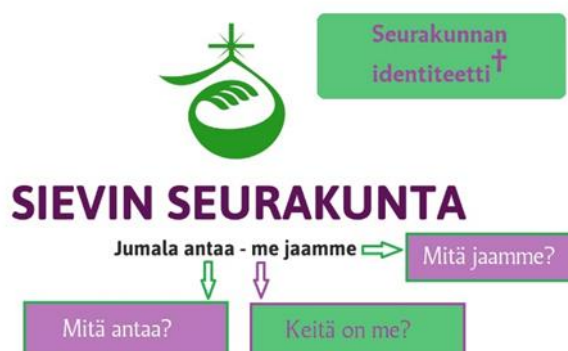 Seurakunnan
identiteetti
SIEVIN SEURAKUNTA
Jumala antaa - me jaamme
Mitä jaamme?
Mitä antaa?
Keitä on me?